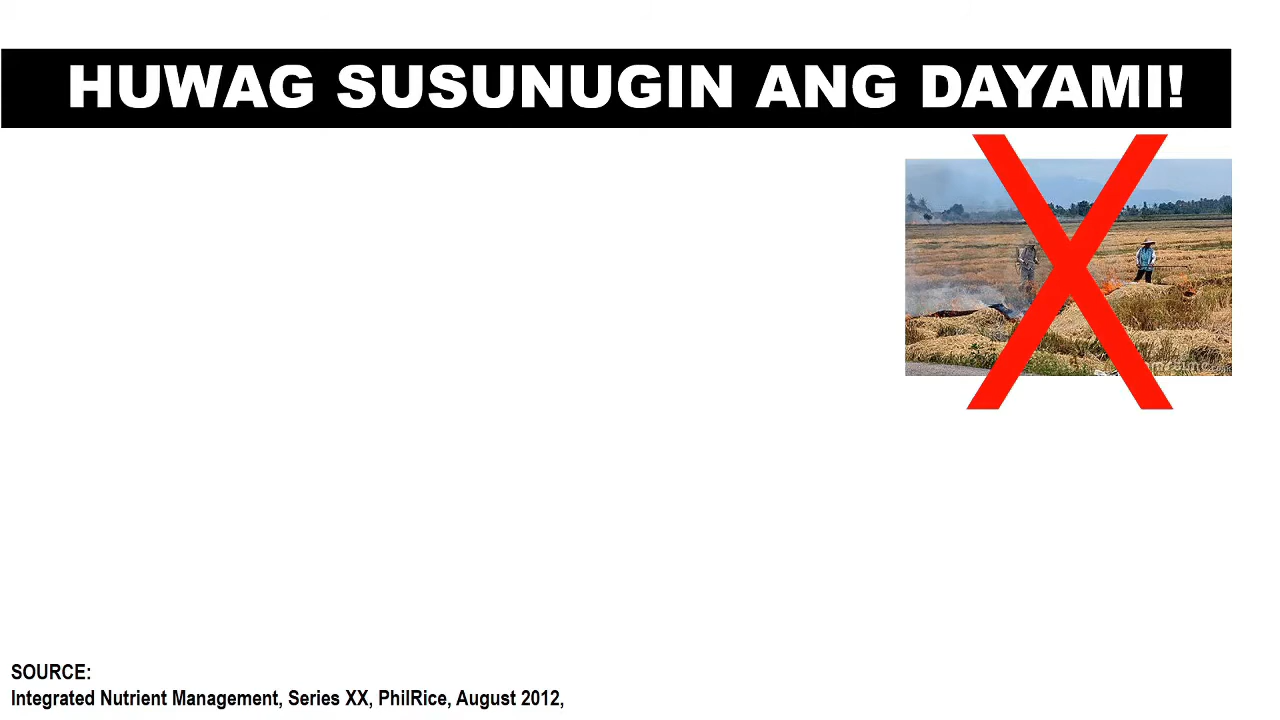 HUWAG SUSUNUGIN ANG DAYAMI!
SOURCE:
Integrated Nutrient Management, Series XX, PhilRice, August 2012,